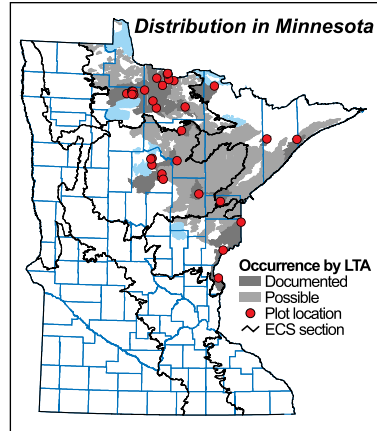 Distribution in Minnesota
Occurrence by LTA
Documented
Possible
Plot location
ECS section